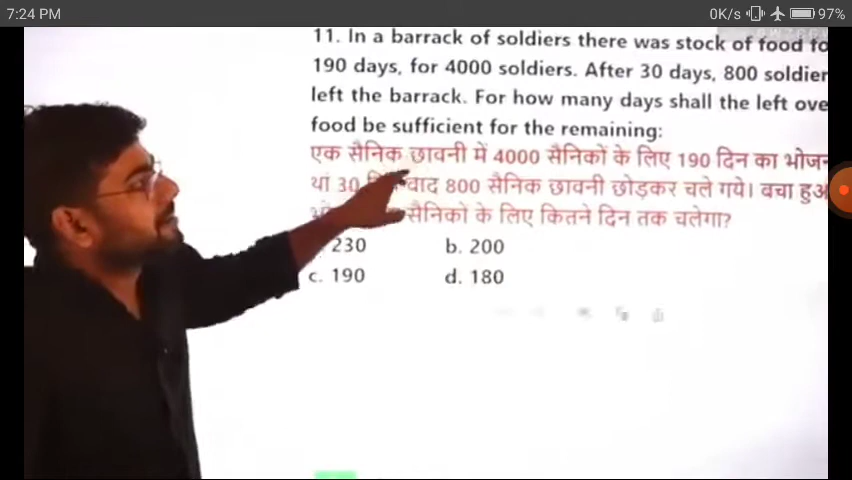 7:24 PM
0K/s 97%
11. In a barrack of soldiers there was stock of food fo
190 days, for 4000 soldiers. After 30 days, 800 soldier
left the barrack. For how many days shall the left ove
food be sufficient for the remaining:
एक सैनिक छावनी में 4000 सैनिकों के लिए 190 दिन का भोजन
था 30 बाद 800 सैनिक छावनी छोड़कर चले गये। बचा हुअ
सैनिकों के लिए कितने दिन तक चलेगा?
230 b. 200
c. 190 d. 180